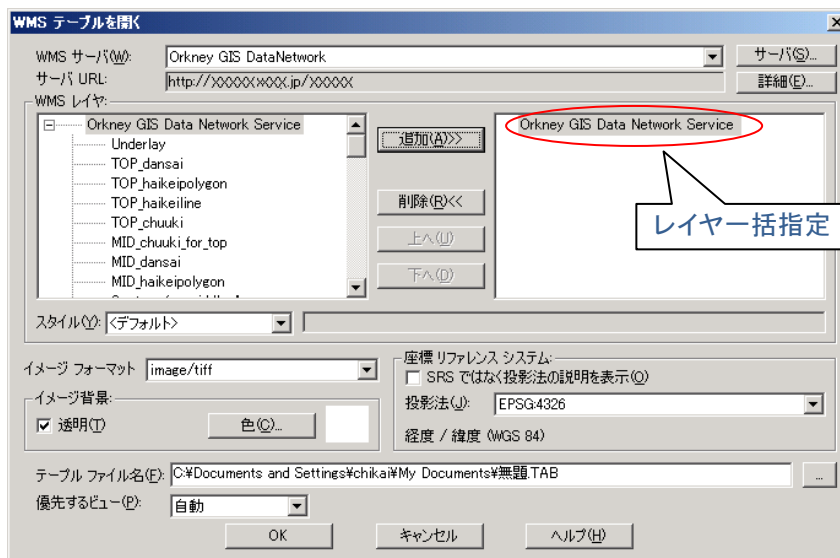 WMS テーブルを開く
WMS サーバ(W): Orkney GIS DataNetwork サーバ(S)...
サーバ URL: http://XXXXX.XXX.jp/XXXXX 詳細(E)...
WMS レイヤ:
Orkney GIS Data Network Service
Underlay
TOP_dansai
TOP_haikeipolygon
TOP_haikeiline
TOP_chuuki
MID_chuuki_for_top
MID_dansai
MID_haikeipolygon
追加(A)>>
削除(R)<<
上へ(U)
下へ(D)
Orkney GIS Data Network Service
レイヤ一括指定
スタイル(Y): <デフォルト>
イメージ フォーマット image/tiff
イメージ背景:
透明(T) 色(C)...
座標 リファレンス システム:
SRS ではなく投影法の説明を表示(O)
投影法(J): EPSG:4326
経度 / 緯度 (WGS 84)
テーブル ファイル名(F): C:¥Documents and Settings¥chikai¥My Documents¥無題.TAB ...
優先するビュー(P): 自動
OK キャンセル ヘルプ(H)